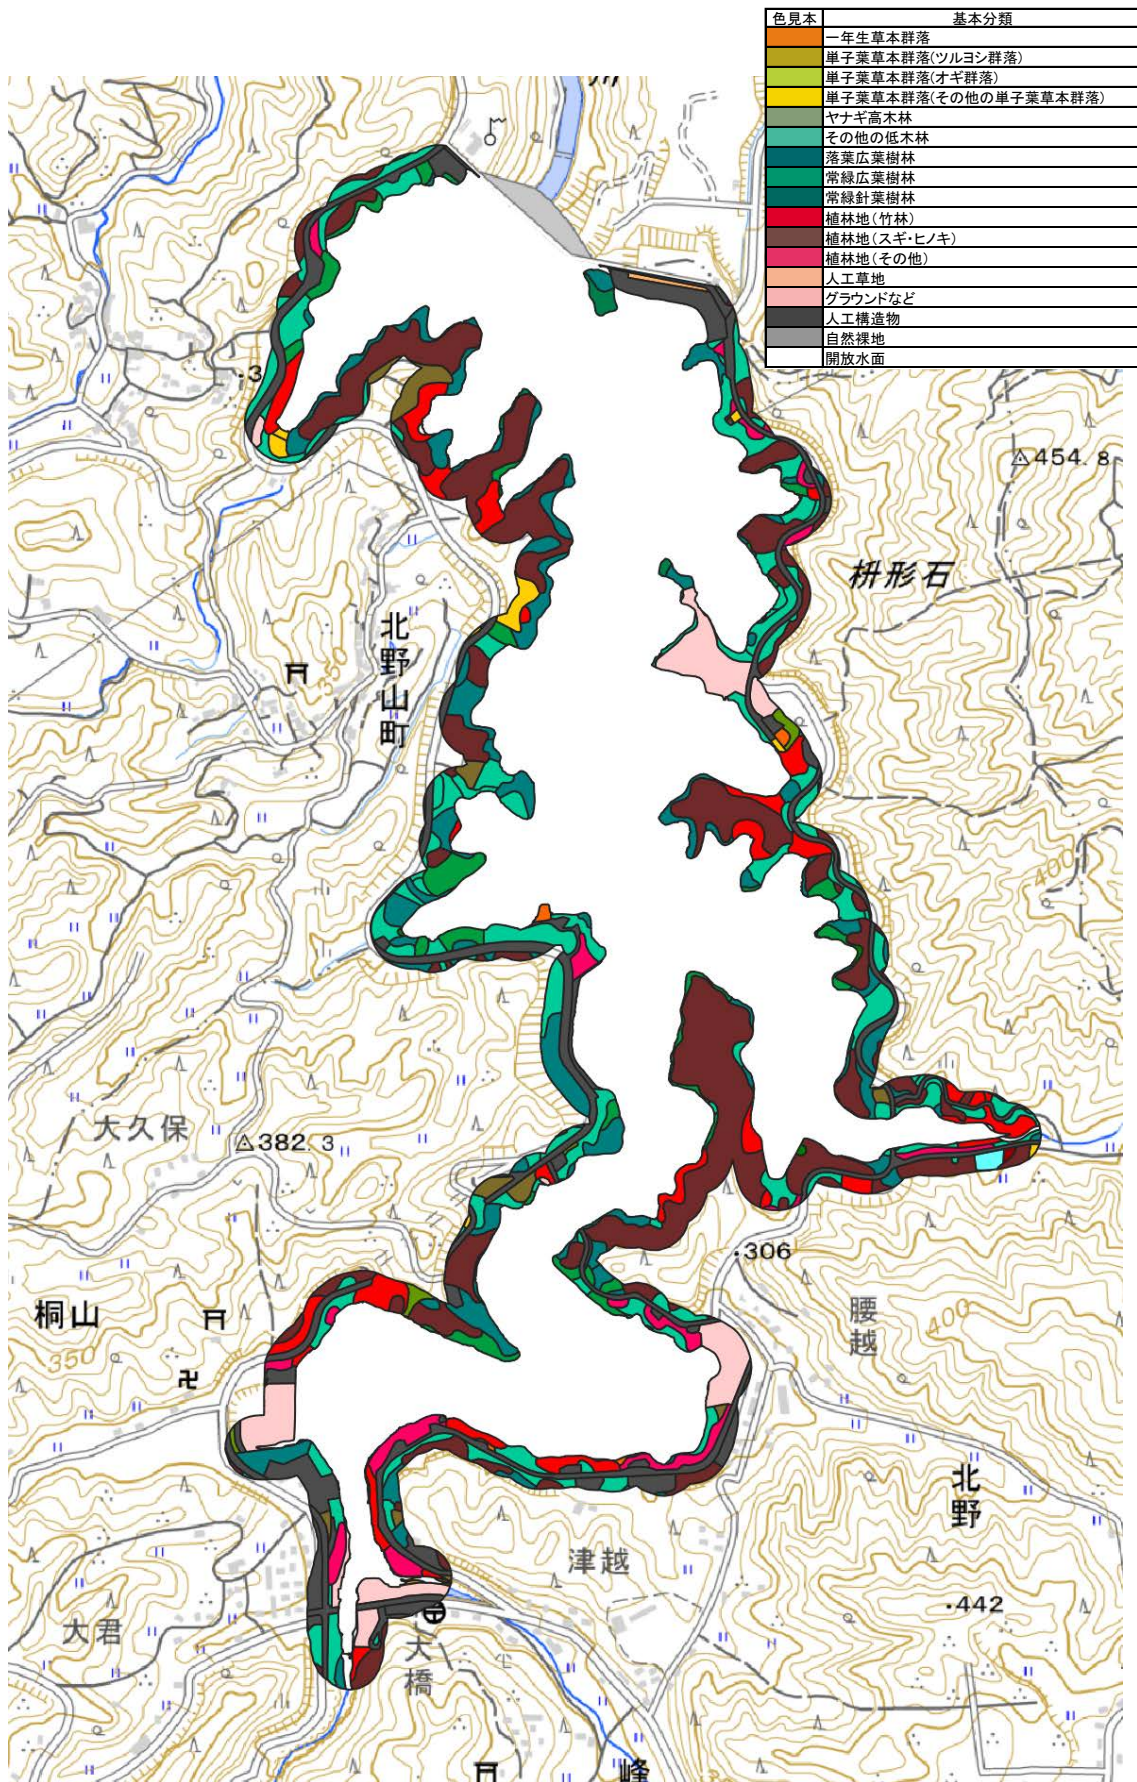 色見本 基本分類
一年生草本群落
単子葉草本群落(ツルヨシ群落)
単子葉草本群落(オギ群落)
単子葉草本群落(その他の単子葉草本群落)
ヤナギ高木林
その他の低木林
落葉広葉樹林
常緑広葉樹林
常緑針葉樹林
植林地(竹林)
植林地(スギ・ヒノキ)
植林地(その他)
人工草地
グラウンドなど
人工構造物
自然裸地
開放水面
川
・3
454.8
枡形石
北野山町
350
400
大久保
382.3
・306
桐山
350
腰越
400
北野
津越
・442
大君
大橋
峰